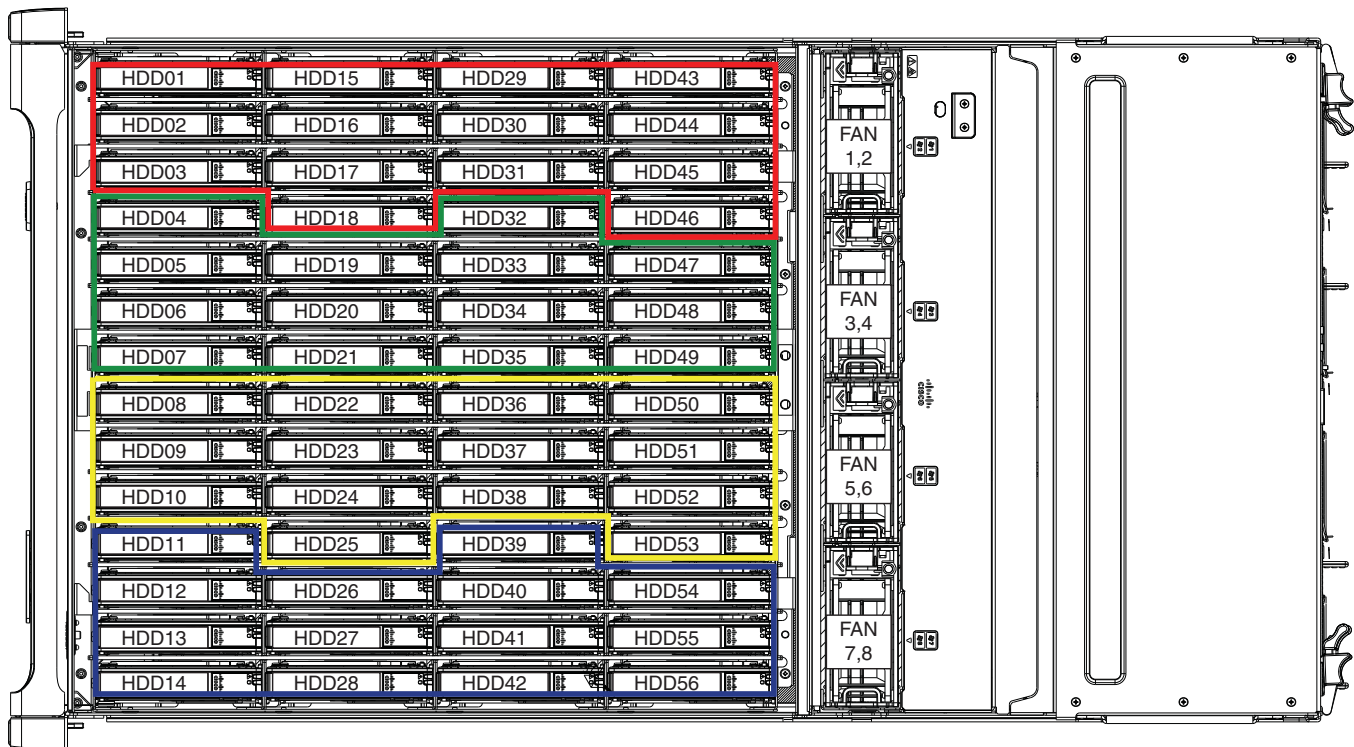 HDD01 HDD15 HDD29 HDD43
HDD02 HDD16 HDD30 HDD44
HDD03 HDD17 HDD31 HDD45
HDD04 HDD18 HDD32 HDD46
HDD05 HDD19 HDD33 HDD47
HDD06 HDD20 HDD34 HDD48
HDD07 HDD21 HDD35 HDD49
HDD08 HDD22 HDD36 HDD50
HDD09 HDD23 HDD37 HDD51
HDD10 HDD24 HDD38 HDD52
HDD11 HDD25 HDD39 HDD53
HDD12 HDD26 HDD40 HDD54
HDD13 HDD27 HDD41 HDD55
HDD14 HDD28 HDD42 HDD56
FAN
1,2
FAN
3,4
FAN
5,6
FAN
7,8
CISCO